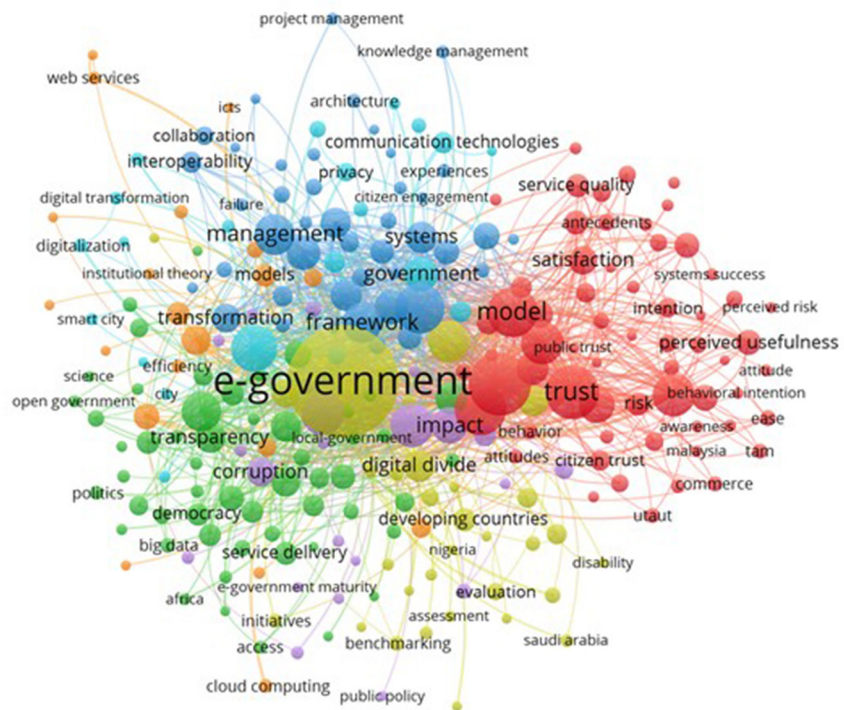 project management
knowledge management
web services
icts
architecture
collaboration
communication technologies
interoperability
privacy
experiences
service quality
digital transformation
failure
citizen engagement
antecedents
management
systems
digitalization
satisfaction
institutional theory
models
government
systems success
intention
perceived risk
smart city
transformation
framework
model
public trust
perceived usefulness
efficiency
science
attitude
e-government
trust
city
behavioral intention
open government
risk
ease
impact
behavior
awareness
transparency
local-government
malaysia
tam
corruption
digital divide
attitudes
citizen trust
commerce
politics
democracy
developing countries
utaut
big data
service delivery
nigeria
disability
e-government maturity
evaluation
africa
initiatives
assessment
access
benchmarking
saudi arabia
cloud computing
public policy